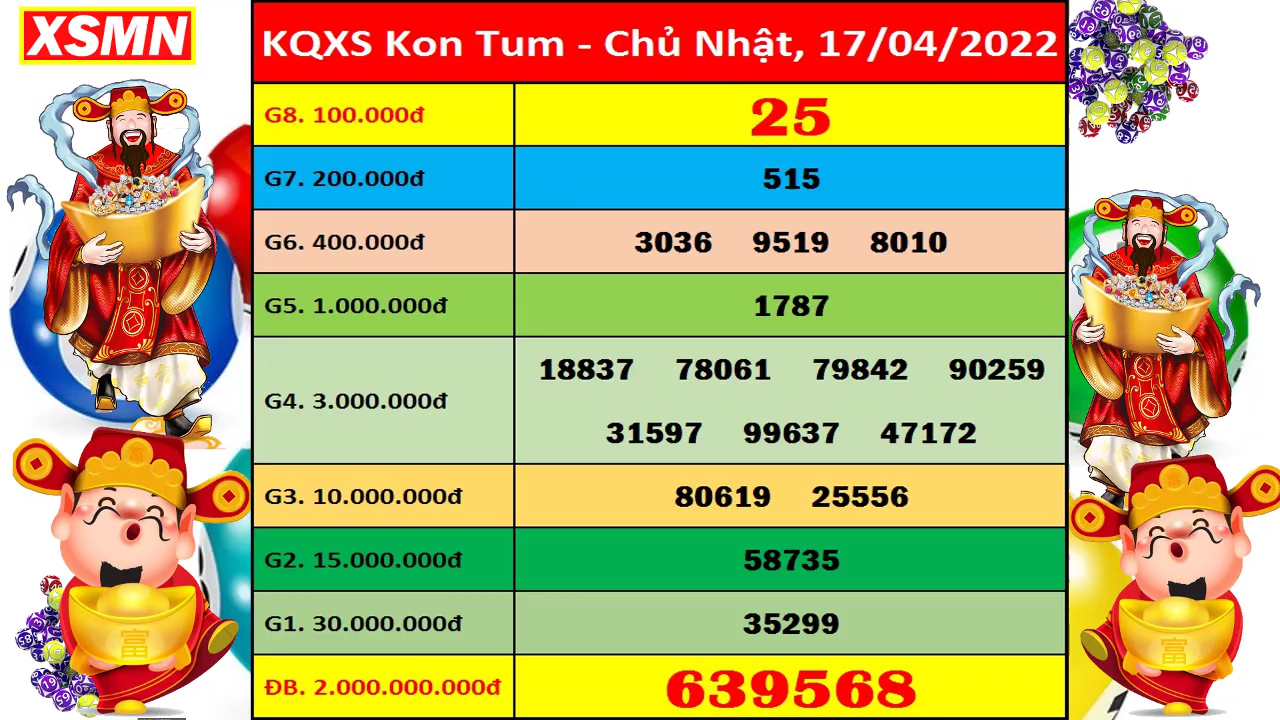 XSMN
KQXS Kon Tum - Chủ Nhật, 17/04/2022
G8. 100.000đ 25
G7. 200.000đ 515
G6. 400.000đ 3036 9519 8010
G5. 1.000.000đ 1787
G4. 3.000.000đ 18837 78061 79842 90259
31597 99637 47172
G3. 10.000.000đ 80619 25556
G2. 15.000.000đ 58735
G1. 30.000.000đ 35299
ĐB. 2.000.000.000đ 639568
富
富